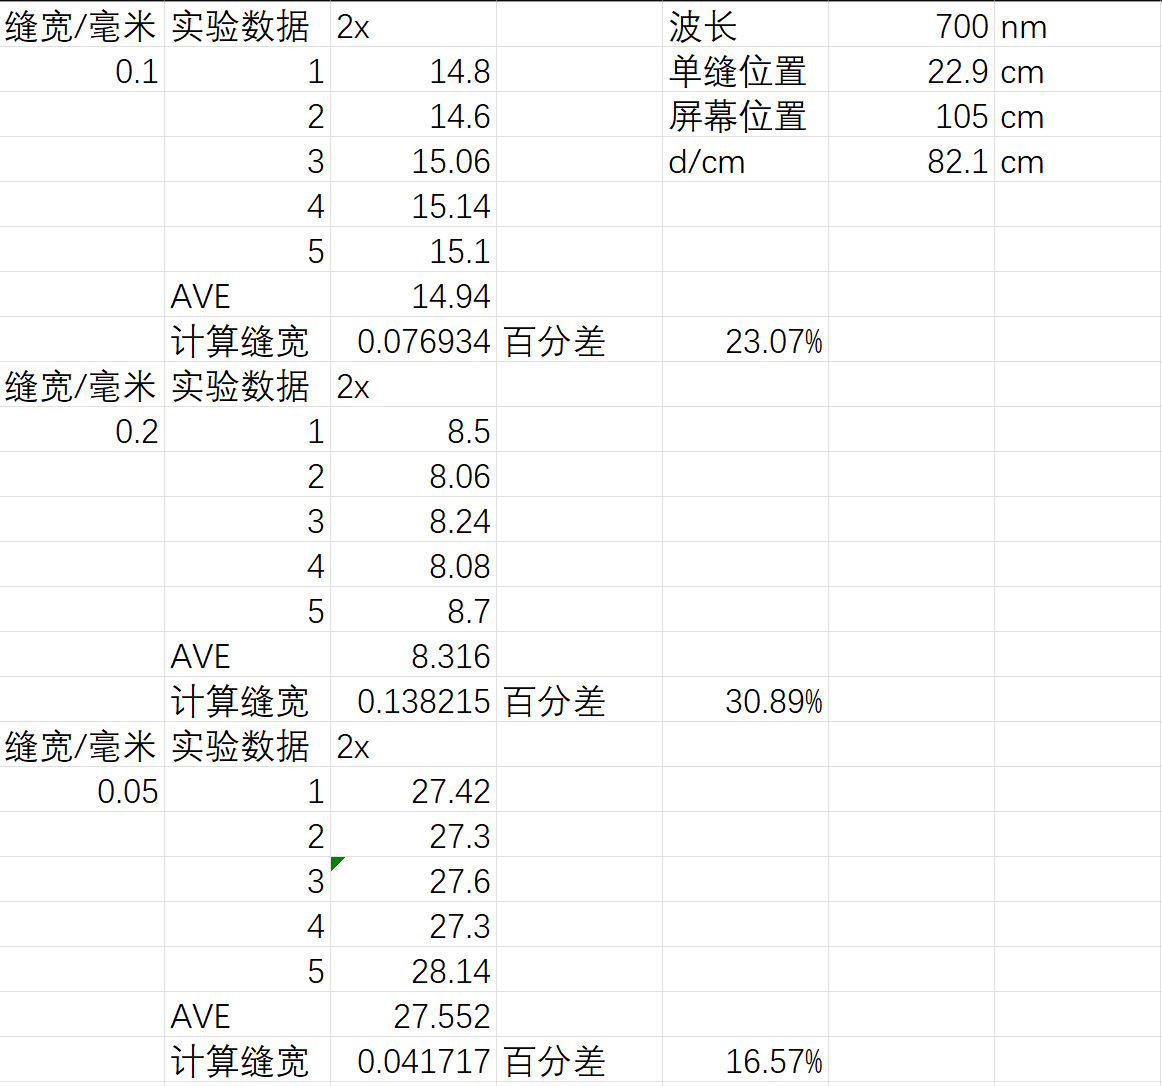 缝宽/毫米 实验数据 2x 波长 700 nm
0.1 1 14.8 单缝位置 22.9 cm
2 14.6 屏幕位置 105 cm
3 15.06 d/cm 82.1 cm
4 15.14
5 15.1
AVE 14.94
计算缝宽 0.076934 百分差 23.07%
缝宽/毫米 实验数据 2x
0.2 1 8.5
2 8.06
3 8.24
4 8.08
5 8.7
AVE 8.316
计算缝宽 0.138215 百分差 30.89%
缝宽/毫米 实验数据 2x
0.05 1 27.42
2 27.3
3 27.6
4 27.3
5 28.14
AVE 27.552
计算缝宽 0.041717 百分差 16.57%